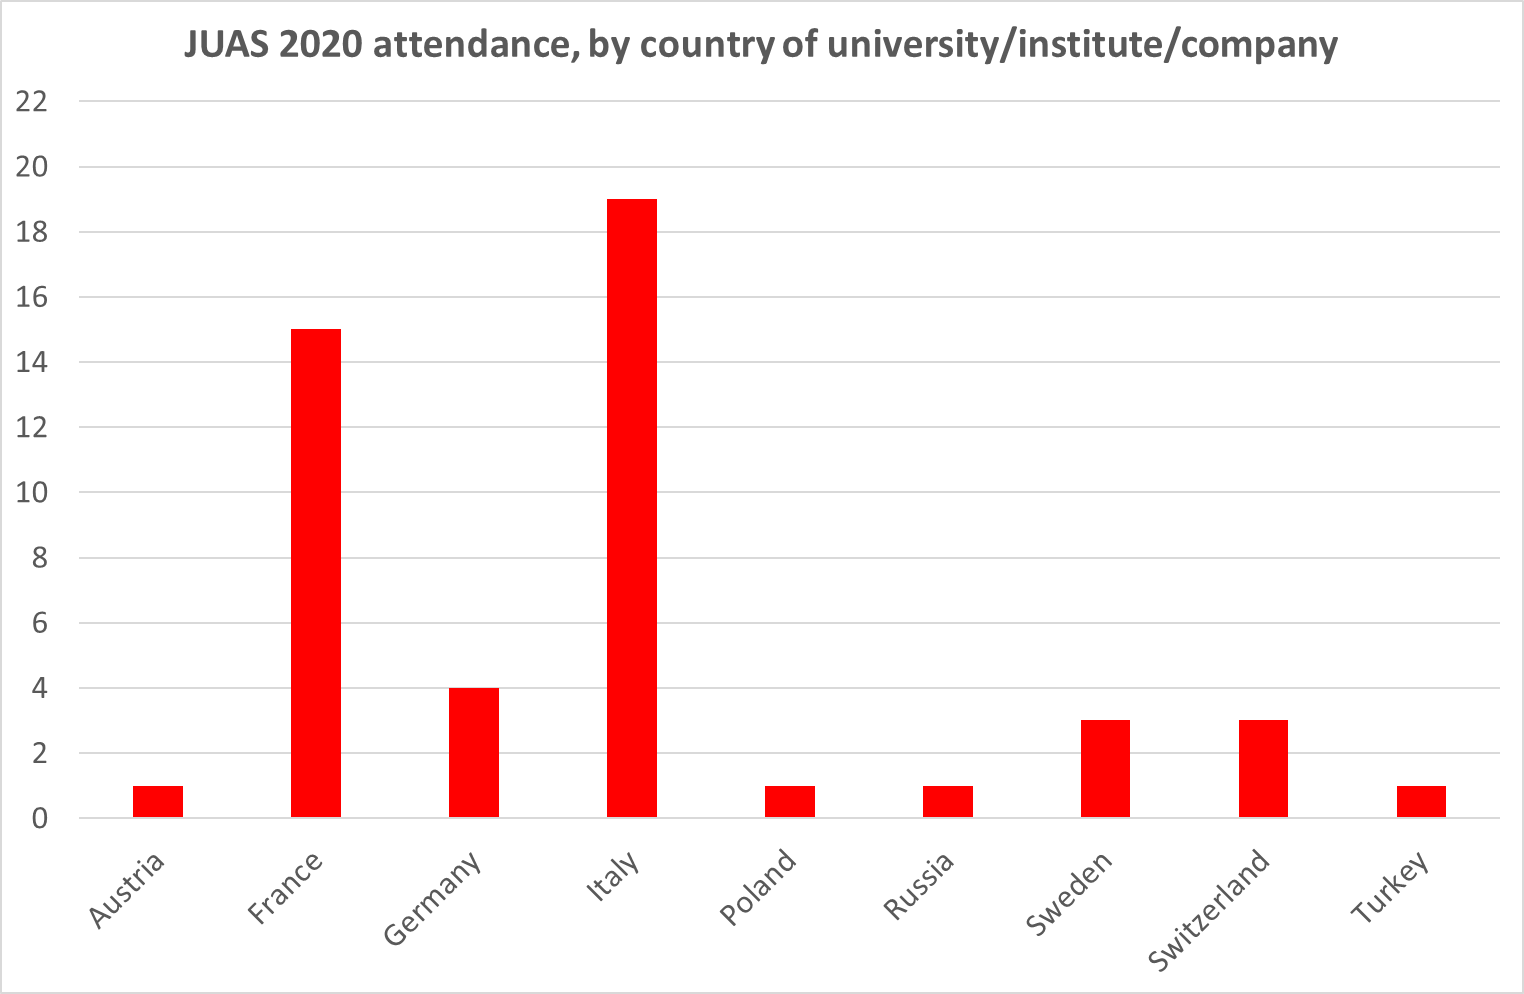 JUAS 2020 attendance, by country of university/institute/company
22
20
18
16
14
12
10
8
6
4
2
0
Austria
France
Germany
Italy
Poland
Russia
Sweden
Switzerland
Turkey